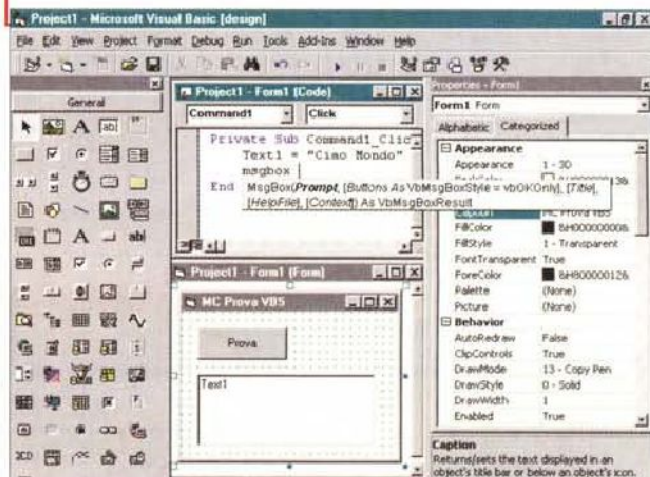 Project1 - Microsoft Visual Basic [design]
File Edit View Project Format Debug Run Tools Add-Ins Window Help
General
Project1 - Form1 (Code)
Command1 Click
Private Sub Command1_Clic
Text1 = "Ciao Mondo"
msgbox
End
MsgBox(Prompt, [Buttons As VbMsgBoxStyle = vbOKOnly], [Title],
[HelpFile], [Context]) As VbMsgBoxResult
Project1 - Form1 (Form)
MC Prova VB5
Prova
Text1
Properties - Form1
Form1 Form
Alphabetic Categorized
Appearance
Appearance 1 - 3D
Caption MC Prova VB5
FillColor &H00000000&
FillStyle 1 - Transparent
FontTransparent True
ForeColor &H80000012&
Palette (None)
Picture (None)
Behavior
AutoRedraw False
ClipControls True
DrawMode 13 - Copy Pen
DrawStyle 0 - Solid
DrawWidth 1
Enabled True
Caption
Returns/sets the text displayed in an
object's title bar or below an object's icon.